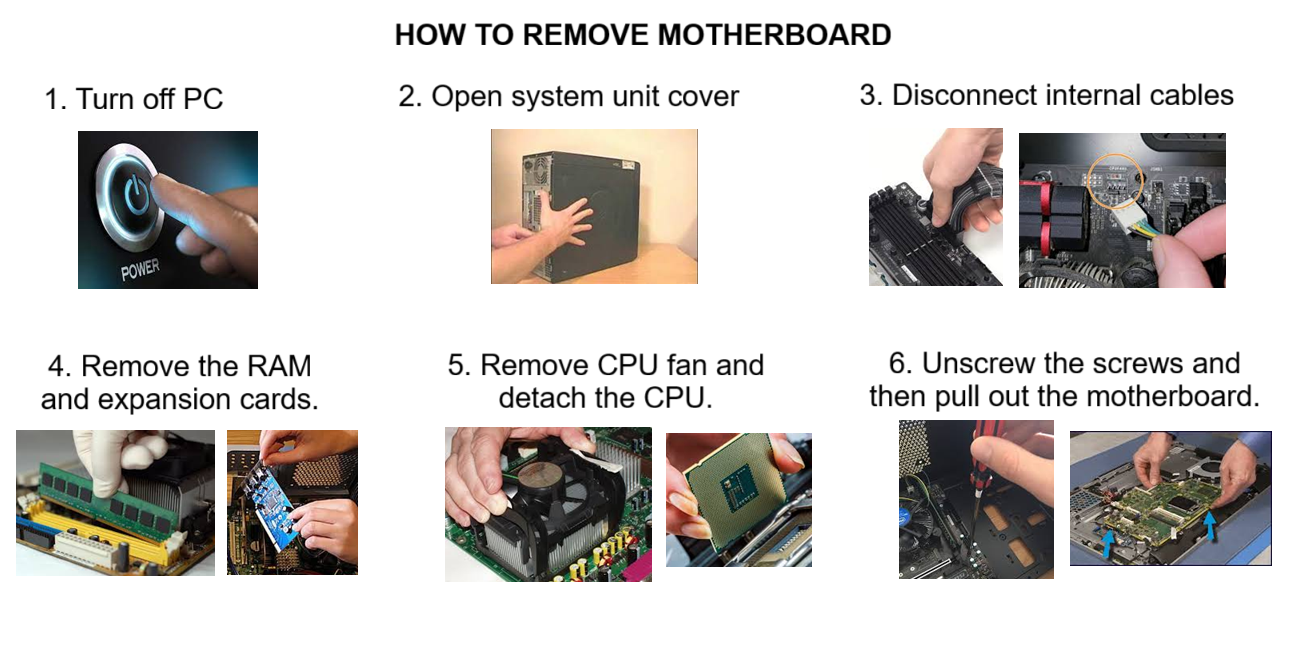 HOW TO REMOVE MOTHERBOARD
1. Turn off PC
2. Open system unit cover
3. Disconnect internal cables
POWER
4. Remove the RAM
and expansion cards.
5. Remove CPU fan and
detach the CPU.
6. Unscrew the screws and
then pull out the motherboard.